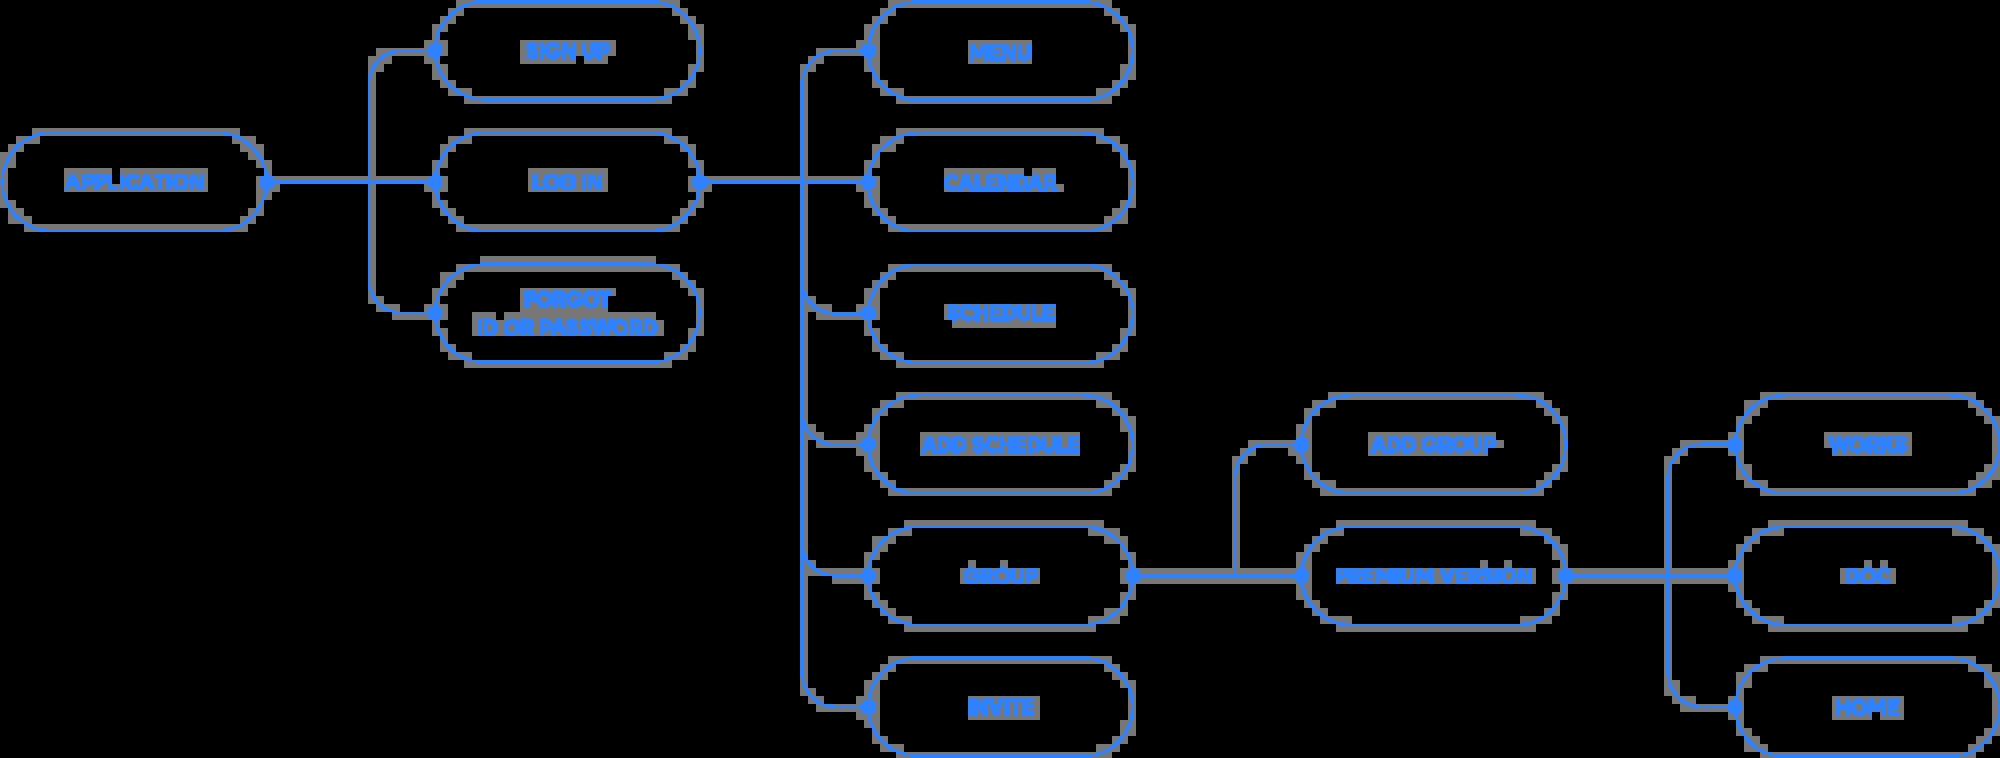 SIGN UP
MENU
APPLICATION
LOG IN
CALENDAR
FORGOT
ID OR PASSWORD
SCHEDULE
ADD SCHEDULE
ADD GROUP
WORKS
GROUP
PREMIUM VERSION
DOC
INVITE
HOME